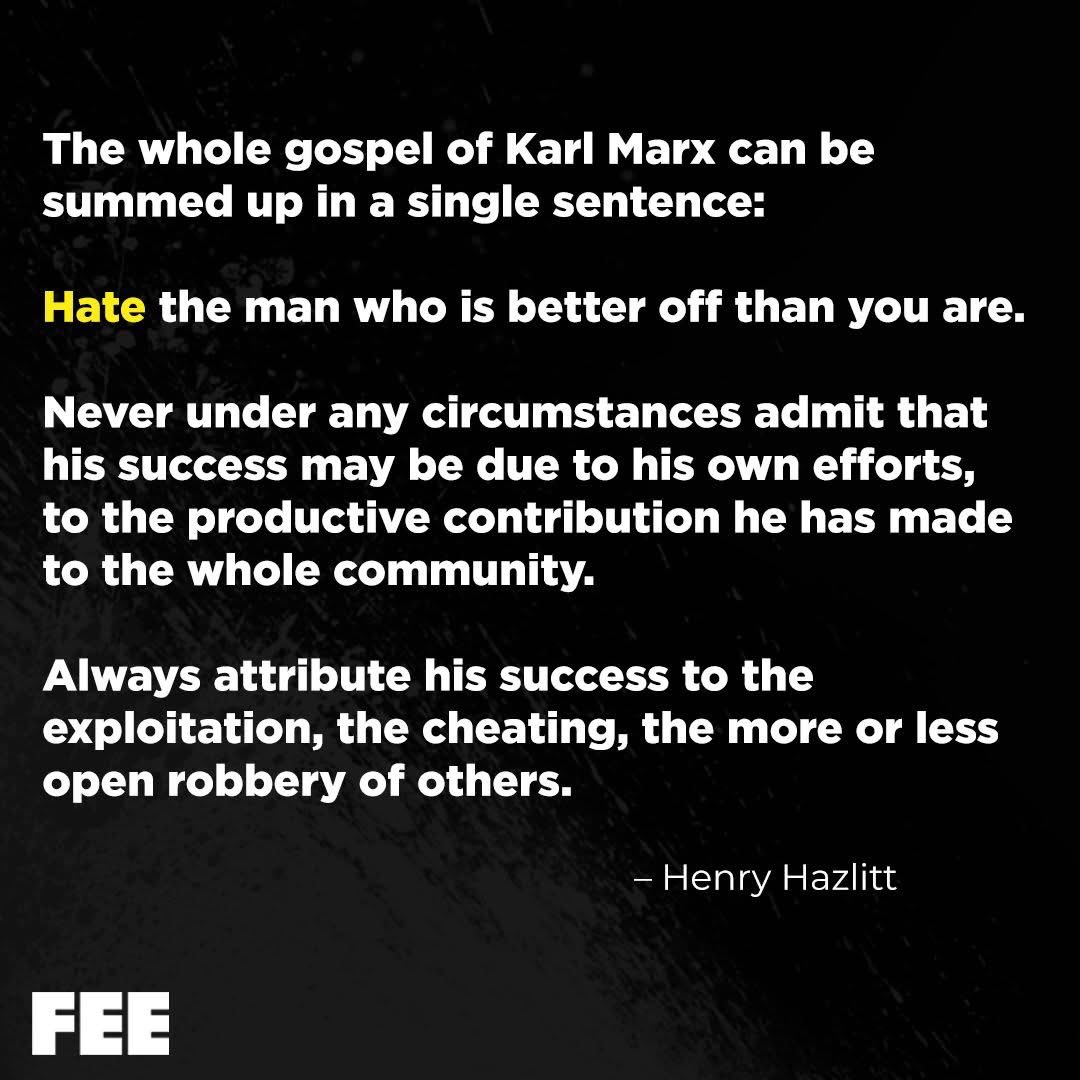 The whole gospel of Karl Marx can be
summed up in a single sentence:
Hate the man who is better off than you are.
Never under any circumstances admit that
his success may be due to his own efforts,
to the productive contribution he has made
to the whole community.
Always attribute his success to the
exploitation, the cheating, the more or less
open robbery of others.
– Henry Hazlitt
FEE